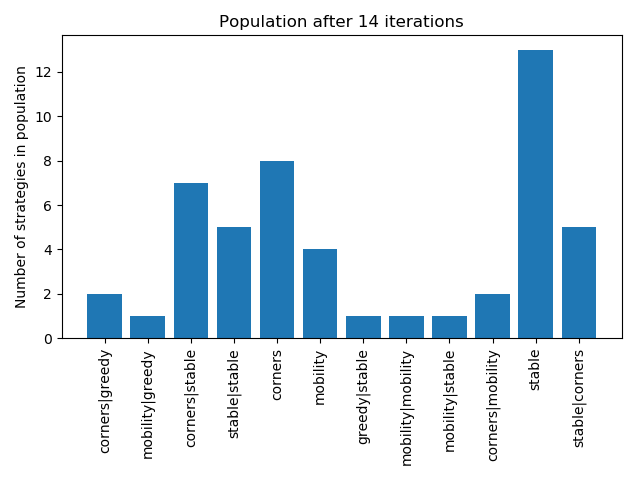 Population after 14 iterations
Number of strategies in population
12
10
8
6
4
2
0
corners|greedy
mobility|greedy
corners|stable
stable|stable
corners
mobility
greedy|stable
mobility|mobility
mobility|stable
corners|mobility
stable
stable|corners